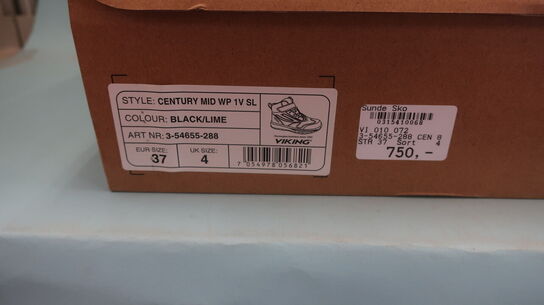 STYLE: CENTURY MID WP 1V SL
COLOUR: BLACK/LIME
ART NR: 3-54655-288
EUR SIZE:
37
UK SIZE:
4
VIKING
7 054978 056821
Sunde Sko
0315410068
VI 010 072
3-54655-288 CEN 8
STR 37 Sort 4
750,-